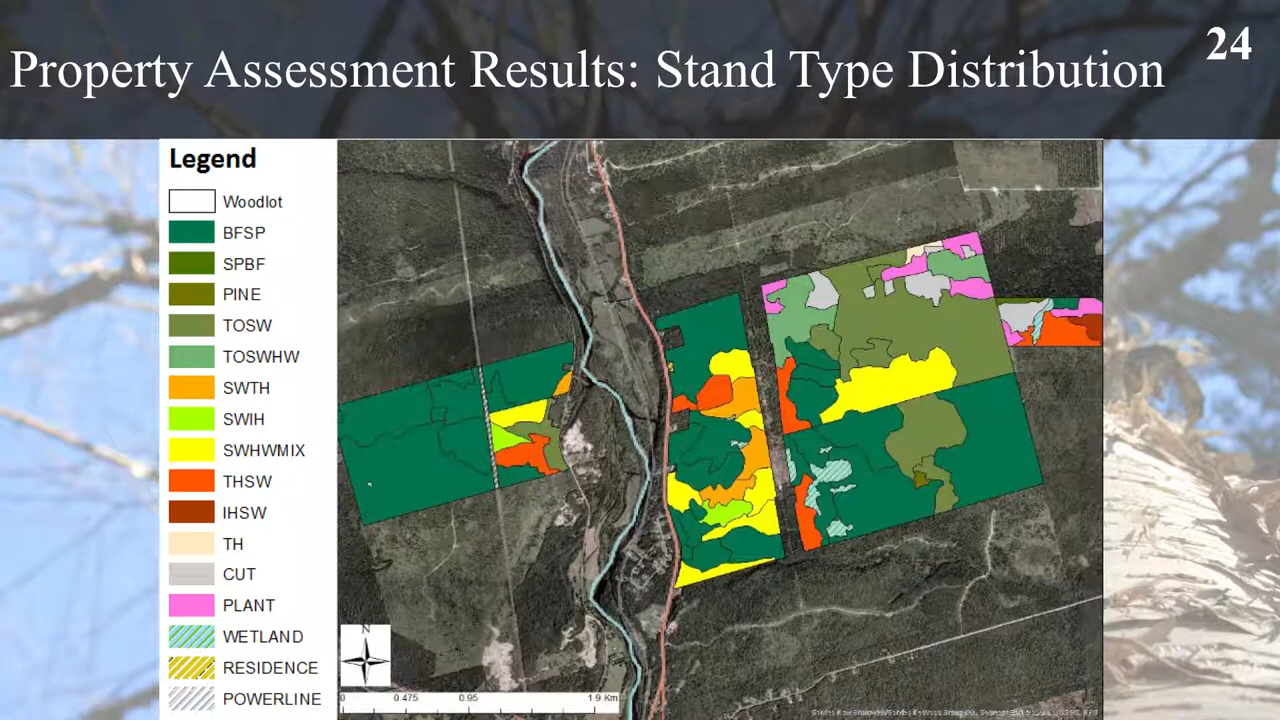 Property Assessment Results: Stand Type Distribution
24
Legend
Woodlot
BFSP
SPBF
PINE
TOSW
TOSWHW
SWTH
SWIH
SWHWMIX
THSW
IHSW
TH
CUT
PLANT
WETLAND
RESIDENCE
POWERLINE
N
0 0.475 0.95 1.9 Km